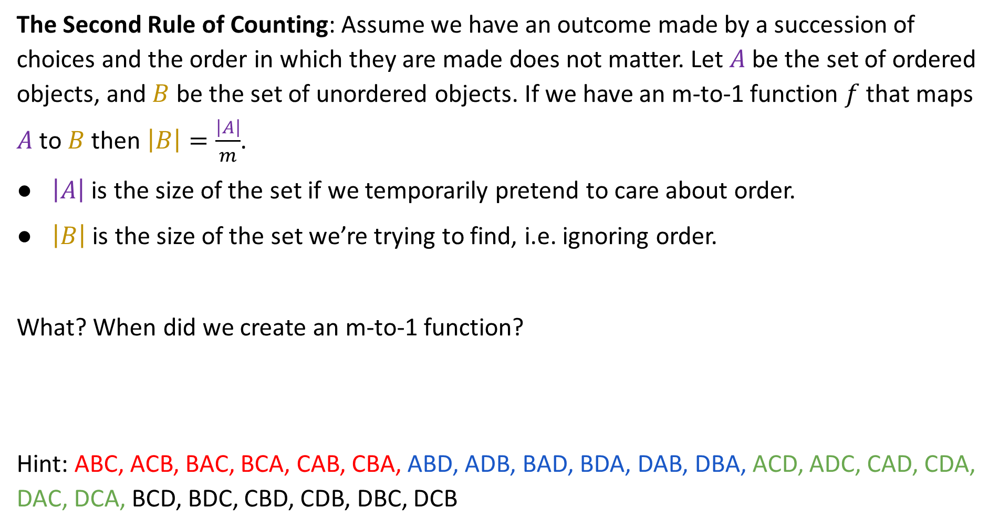 The Second Rule of Counting: Assume we have an outcome made by a succession of
choices and the order in which they are made does not matter. Let A be the set of ordered
objects, and B be the set of unordered objects. If we have an m-to-1 function f that maps
A to B then |B| = |A|/m.
● |A| is the size of the set if we temporarily pretend to care about order.
● |B| is the size of the set we’re trying to find, i.e. ignoring order.
What? When did we create an m-to-1 function?
Hint: ABC, ACB, BAC, BCA, CAB, CBA, ABD, ADB, BAD, BDA, DAB, DBA, ACD, ADC, CAD, CDA,
DAC, DCA, BCD, BDC, CBD, CDB, DBC, DCB